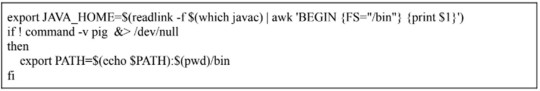 export JAVA_HOME=$(readlink -f $(which javac) | awk 'BEGIN {FS="/bin"} {print $1}')
if ! command -v pig &> /dev/null
then
export PATH=$(echo $PATH):$(pwd)/bin
fi